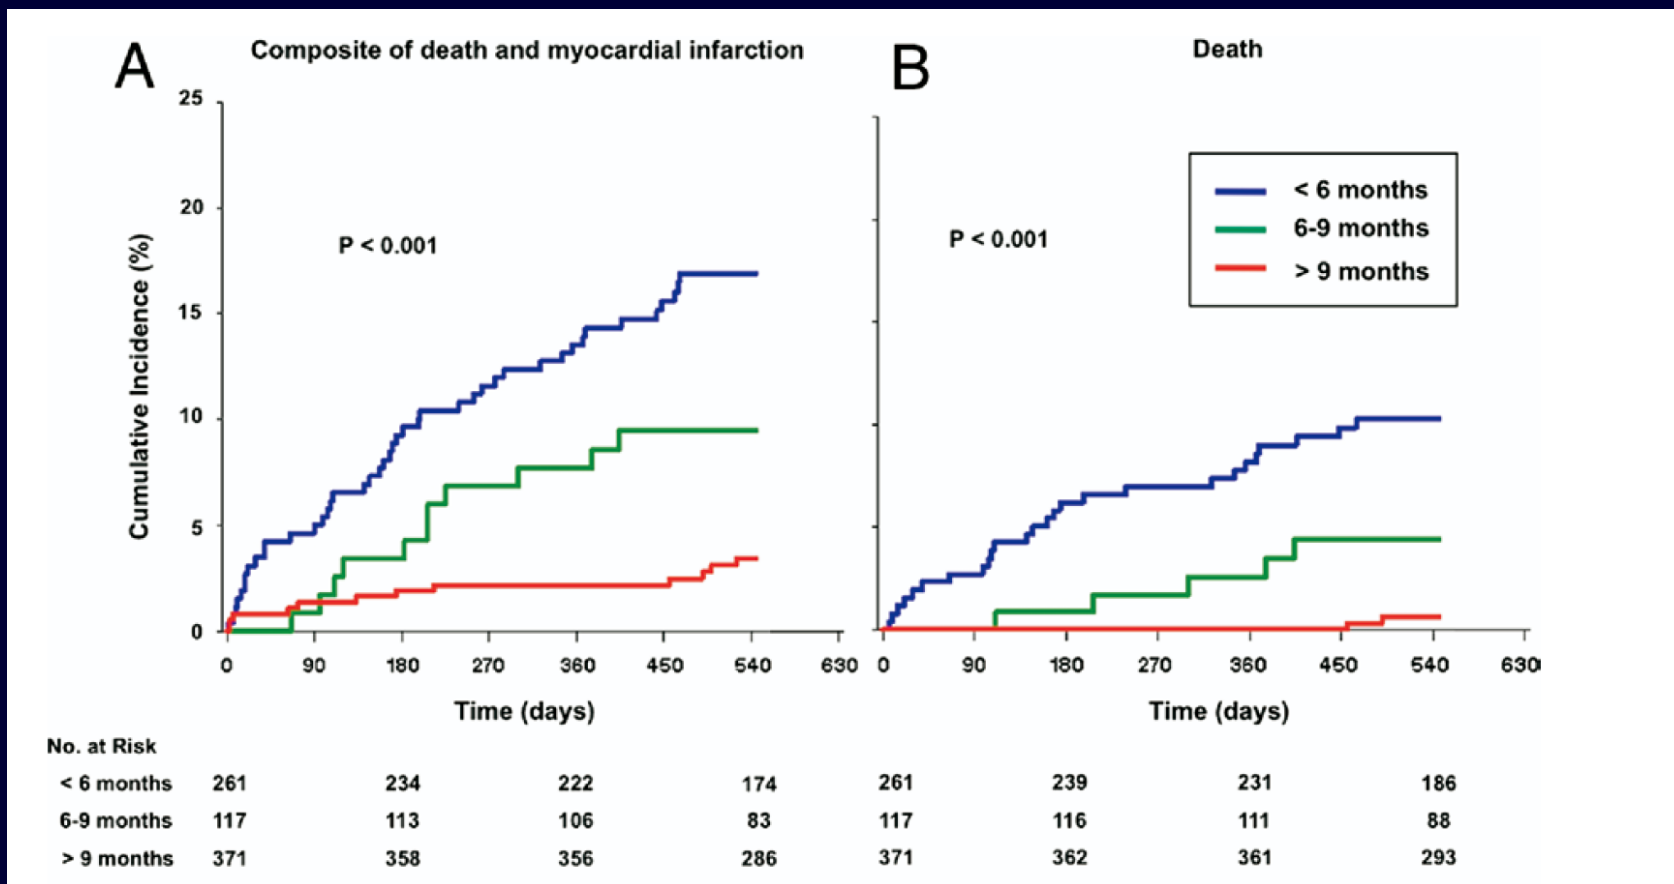 A
Composite of death and myocardial infarction
25
20
15
10
5
0
Cumulative Incidence (%)
P < 0.001
0 90 180 270 360 450 540 630
Time (days)
B
Death
< 6 months
6-9 months
> 9 months
P < 0.001
0 90 180 270 360 450 540 630
Time (days)
No. at Risk
< 6 months 261 234 222 174 261 239 231 186
6-9 months 117 113 106 83 117 116 111 88
> 9 months 371 358 356 286 371 362 361 293